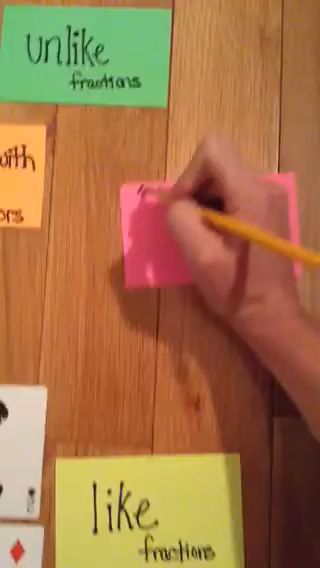 unlike
fractions
with
ors
like
fractions